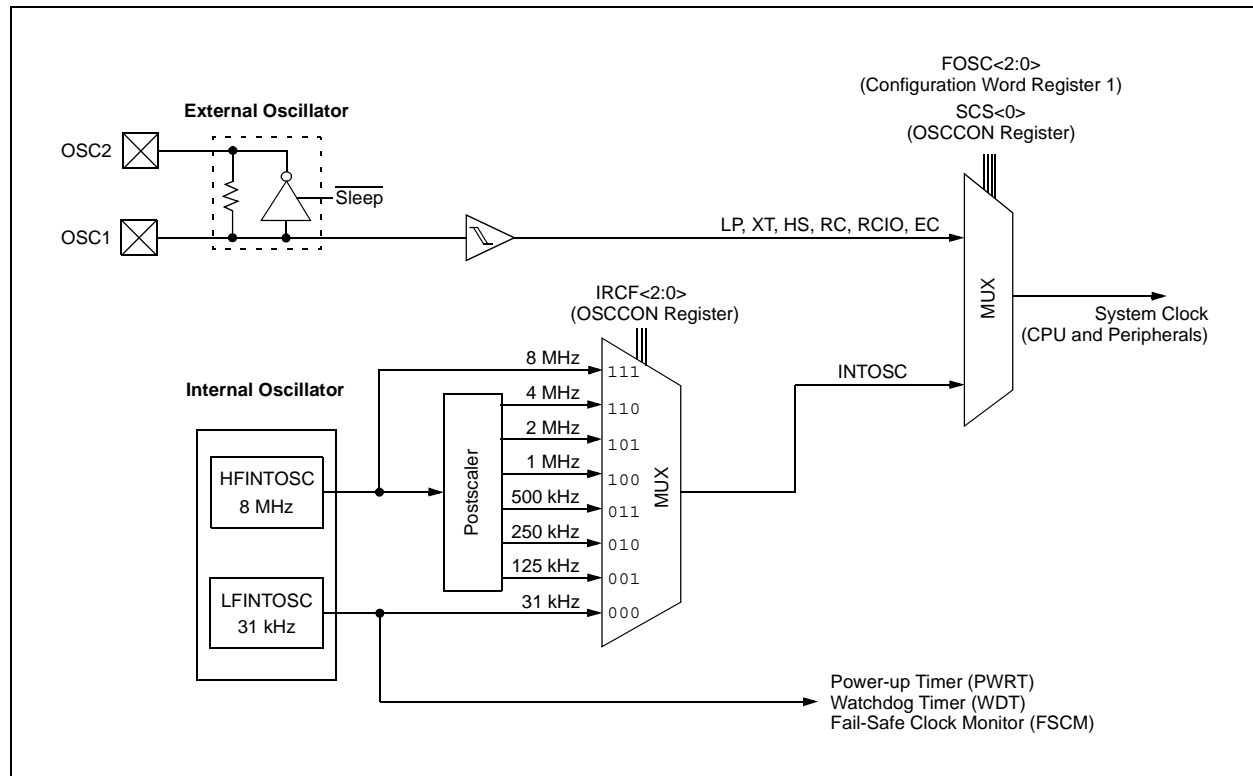 FOSC<2:0>
(Configuration Word Register 1)
SCS<0>
(OSCCON Register)
External Oscillator
OSC2
Sleep
OSC1
LP, XT, HS, RC, RCIO, EC
MUX
System Clock
(CPU and Peripherals)
IRCF<2:0>
(OSCCON Register)
INTOSC
Internal Oscillator
HFINTOSC
8 MHz
LFINTOSC
31 kHz
Postscaler
8 MHz
4 MHz
2 MHz
1 MHz
500 kHz
250 kHz
125 kHz
31 kHz
111
110
101
100
011
010
001
000
MUX
Power-up Timer (PWRT)
Watchdog Timer (WDT)
Fail-Safe Clock Monitor (FSCM)